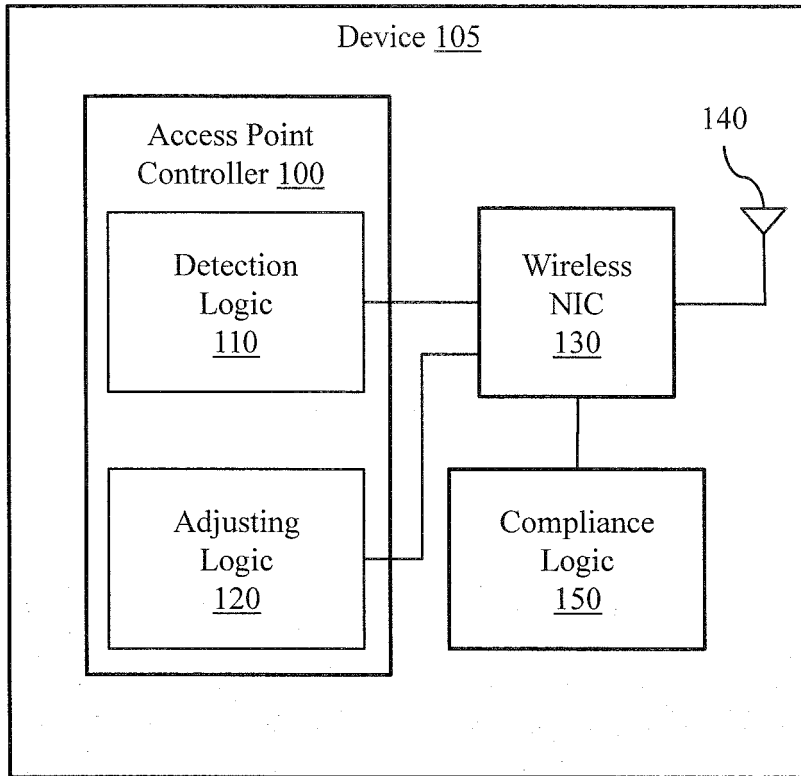 Device 105
Access Point
Controller 100
Detection
Logic
110
Adjusting
Logic
120
Wireless
NIC
130
140
Compliance
Logic
150